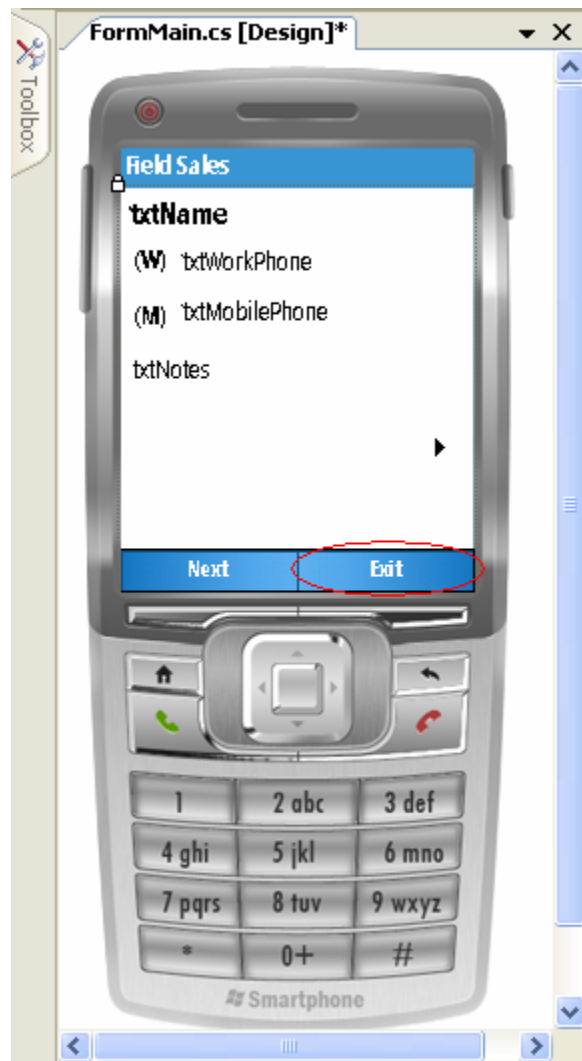 FormMain.cs [Design]*
Toolbox
Field Sales
txtName
(W) txtWorkPhone
(M) txtMobilePhone
txtNotes
Next Exit
1 2 abc 3 def
4 ghi 5 jkl 6 mno
7 pqrs 8 tuv 9 wxyz
* 0+ #
Smartphone